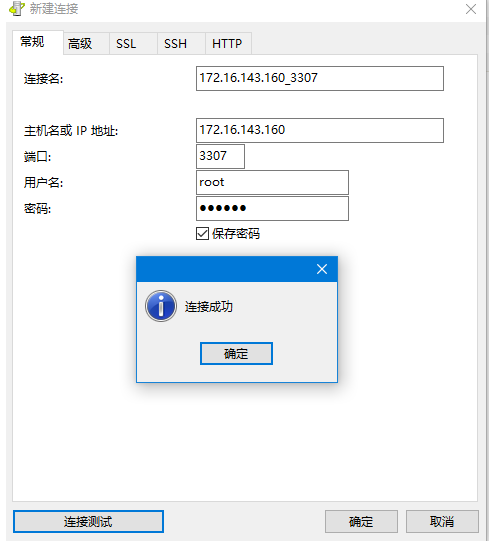 新建连接
常规 高级 SSL SSH HTTP
连接名: 172.16.143.160_3307
主机名或 IP 地址: 172.16.143.160
端口: 3307
用户名: root
密码: ●●●●●●
保存密码
连接成功
确定
连接测试 确定 取消